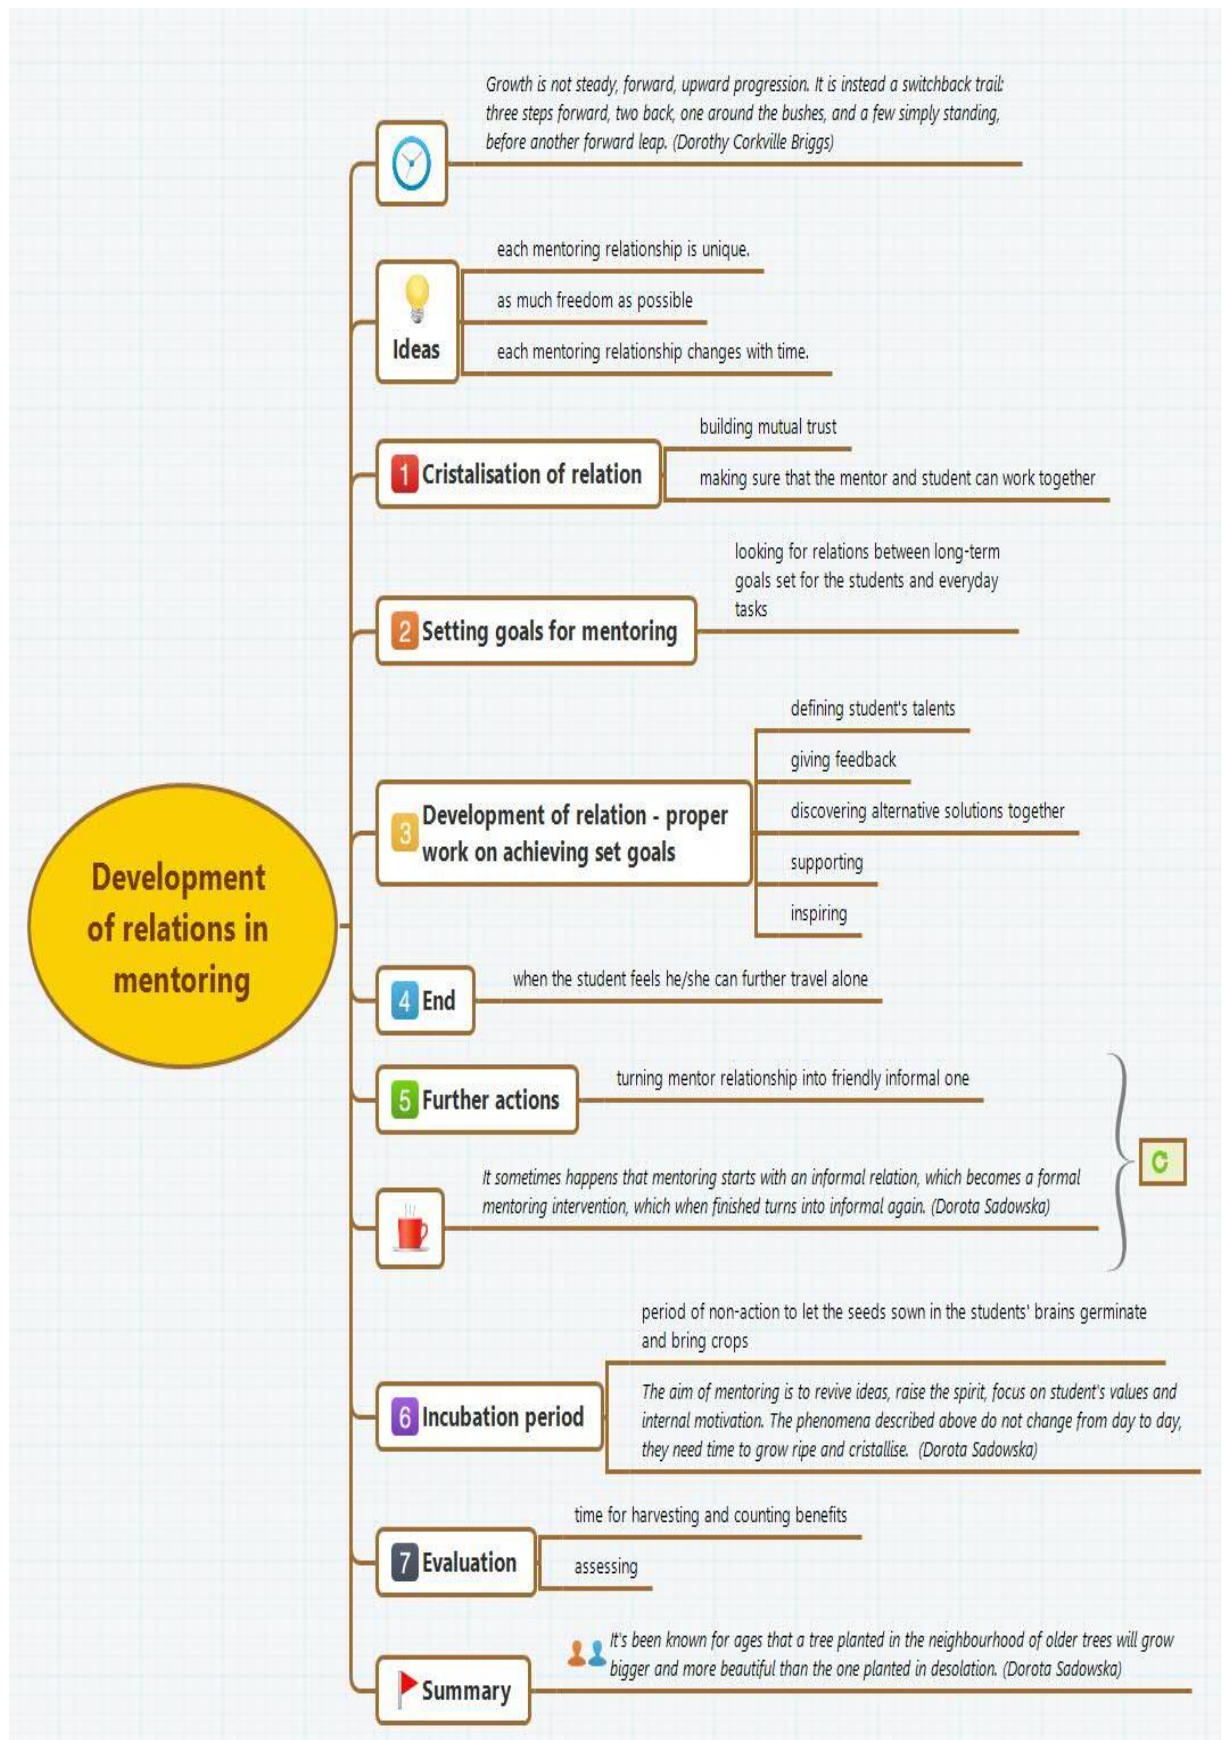 Growth is not steady, forward, upward progression. It is instead a switchback trail:
three steps forward, two back, one around the bushes, and a few simply standing,
before another forward leap. (Dorothy Corkville Briggs)
Ideas
each mentoring relationship is unique.
as much freedom as possible
each mentoring relationship changes with time.
1 Cristalisation of relation
building mutual trust
making sure that the mentor and student can work together
2 Setting goals for mentoring
looking for relations between long-term
goals set for the students and everyday
tasks
Development
of relations in
mentoring
3 Development of relation - proper
work on achieving set goals
defining student's talents
giving feedback
discovering alternative solutions together
supporting
inspiring
4 End
when the student feels he/she can further travel alone
5 Further actions
turning mentor relationship into friendly informal one
It sometimes happens that mentoring starts with an informal relation, which becomes a formal
mentoring intervention, which when finished turns into informal again. (Dorota Sadowska)
6 Incubation period
period of non-action to let the seeds sown in the students' brains germinate
and bring crops
The aim of mentoring is to revive ideas, raise the spirit, focus on student's values and
internal motivation. The phenomena described above do not change from day to day,
they need time to grow ripe and cristallise. (Dorota Sadowska)
7 Evaluation
time for harvesting and counting benefits
assessing
Summary
It's been known for ages that a tree planted in the neighbourhood of older trees will grow
bigger and more beautiful than the one planted in desolation. (Dorota Sadowska)